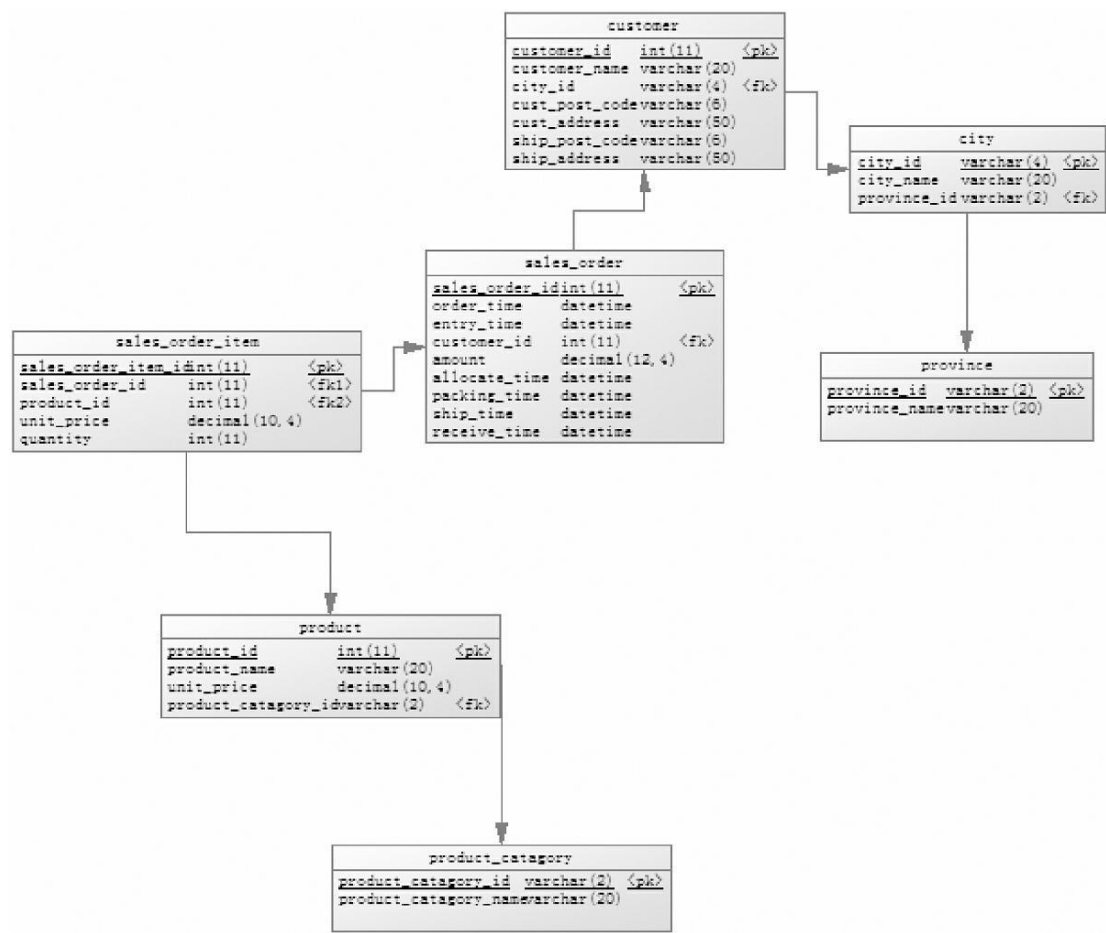 customer
customer_id int(11) <pk>
customer_name varchar(20)
city_id varchar(4) <fk>
cust_post_code varchar(6)
cust_address varchar(50)
ship_post_code varchar(6)
ship_address varchar(50)
city
city_id varchar(4) <pk>
city_name varchar(20)
province_id varchar(2) <fk>
sales_order
sales_order_id int(11) <pk>
order_time datetime
entry_time datetime
customer_id int(11) <fk>
amount decimal(12,4)
allocate_time datetime
packing_time datetime
ship_time datetime
receive_time datetime
sales_order_item
sales_order_item_id int(11) <pk>
sales_order_id int(11) <fk1>
product_id int(11) <fk2>
unit_price decimal(10,4)
quantity int(11)
province
province_id varchar(2) <pk>
province_name varchar(20)
product
product_id int(11) <pk>
product_name varchar(20)
unit_price decimal(10,4)
product_catagory_id varchar(2) <fk>
product_catagory
product_catagory_id varchar(2) <pk>
product_catagory_name varchar(20)